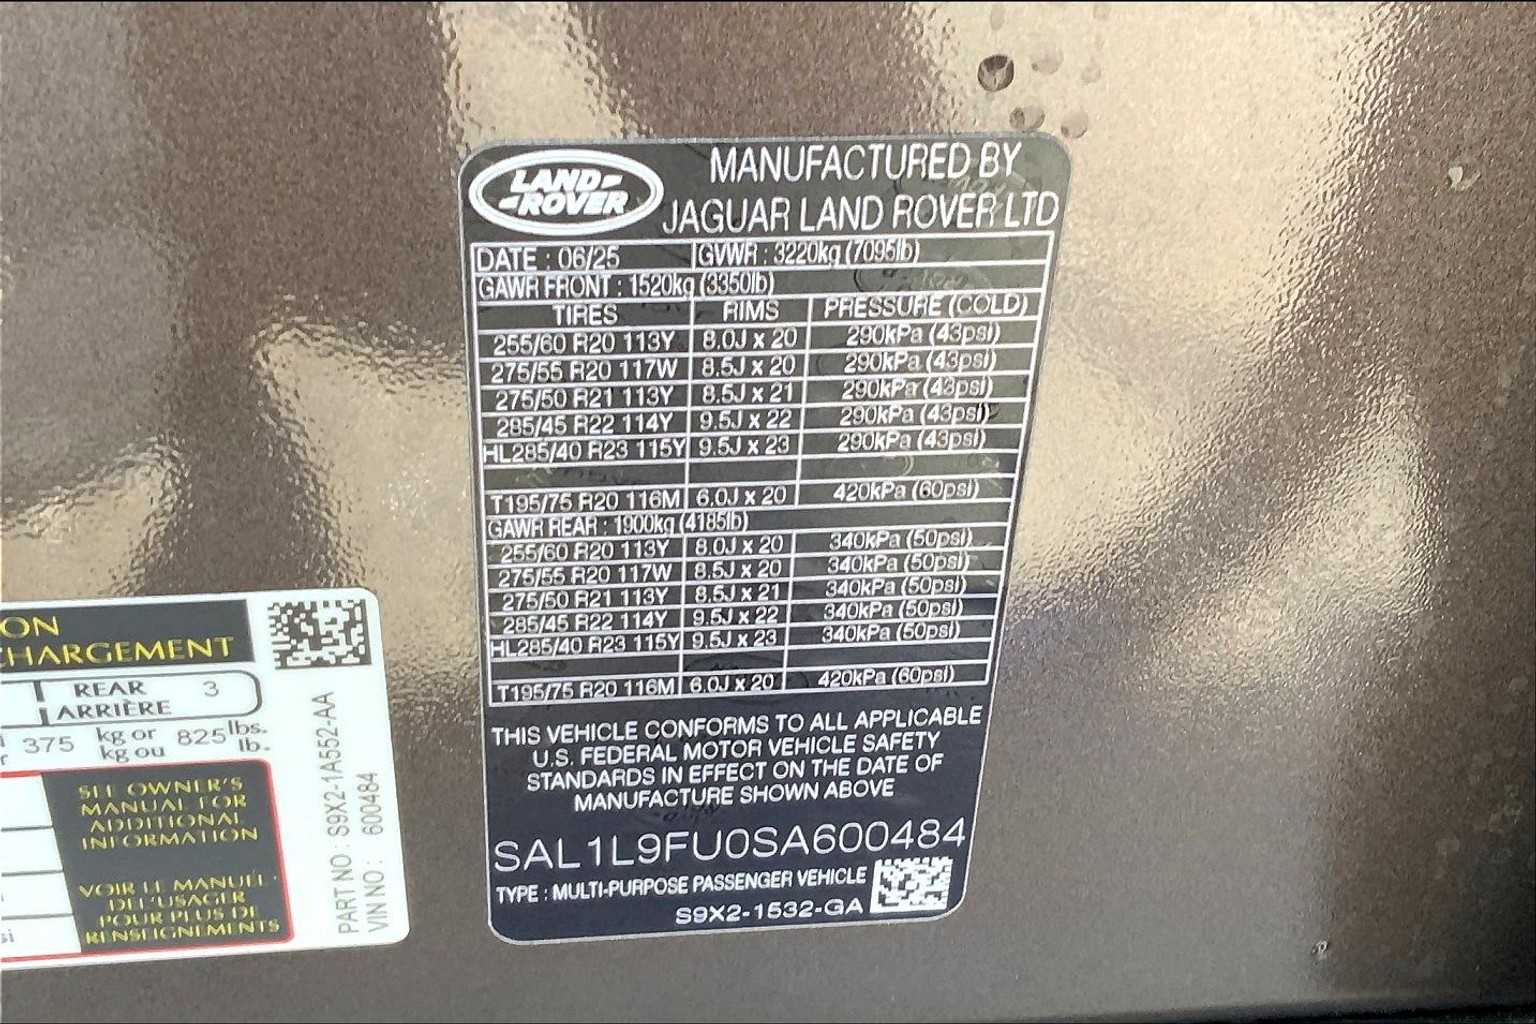 LAND-
-ROVER
MANUFACTURED BY
JAGUAR LAND ROVER LTD
DATE : 06/25 GVWR : 3220kg (7095lb)
GAWR FRONT : 1520kg (3350lb)
TIRES RIMS PRESSURE (COLD)
255/60 R20 113Y 8.0J x 20 290kPa (43psi)
275/55 R20 117W 8.5J x 20 290kPa (43psi)
275/50 R21 113Y 8.5J x 21 290kPa (43psi)
285/45 R22 114Y 9.5J x 22 290kPa (43psi)
HL285/40 R23 115Y 9.5J x 23 290kPa (43psi)
T195/75 R20 116M 6.0J x 20 420kPa (60psi)
GAWR REAR : 1900kg (4185lb)
255/60 R20 113Y 8.0J x 20 340kPa (50psi)
275/55 R20 117W 8.5J x 20 340kPa (50psi)
275/50 R21 113Y 8.5J x 21 340kPa (50psi)
285/45 R22 114Y 9.5J x 22 340kPa (50psi)
HL285/40 R23 115Y 9.5J x 23 340kPa (50psi)
T195/75 R20 116M 6.0J x 20 420kPa (60psi)
THIS VEHICLE CONFORMS TO ALL APPLICABLE
U.S. FEDERAL MOTOR VEHICLE SAFETY
STANDARDS IN EFFECT ON THE DATE OF
MANUFACTURE SHOWN ABOVE
SAL1L9FU0SA600484
TYPE : MULTI-PURPOSE PASSENGER VEHICLE
S9X2-1532-GA
ON
CHARGEMENT
REAR 3
ARRIÈRE
375 kg or 825 lbs.
kg ou lb.
SEE OWNER'S
MANUAL FOR
ADDITIONAL
INFORMATION
VOIR LE MANUEL
DE L'USAGER
POUR PLUS DE
RENSEIGNEMENTS
PART NO : S9X2-1A552-AA
VIN NO : 600484